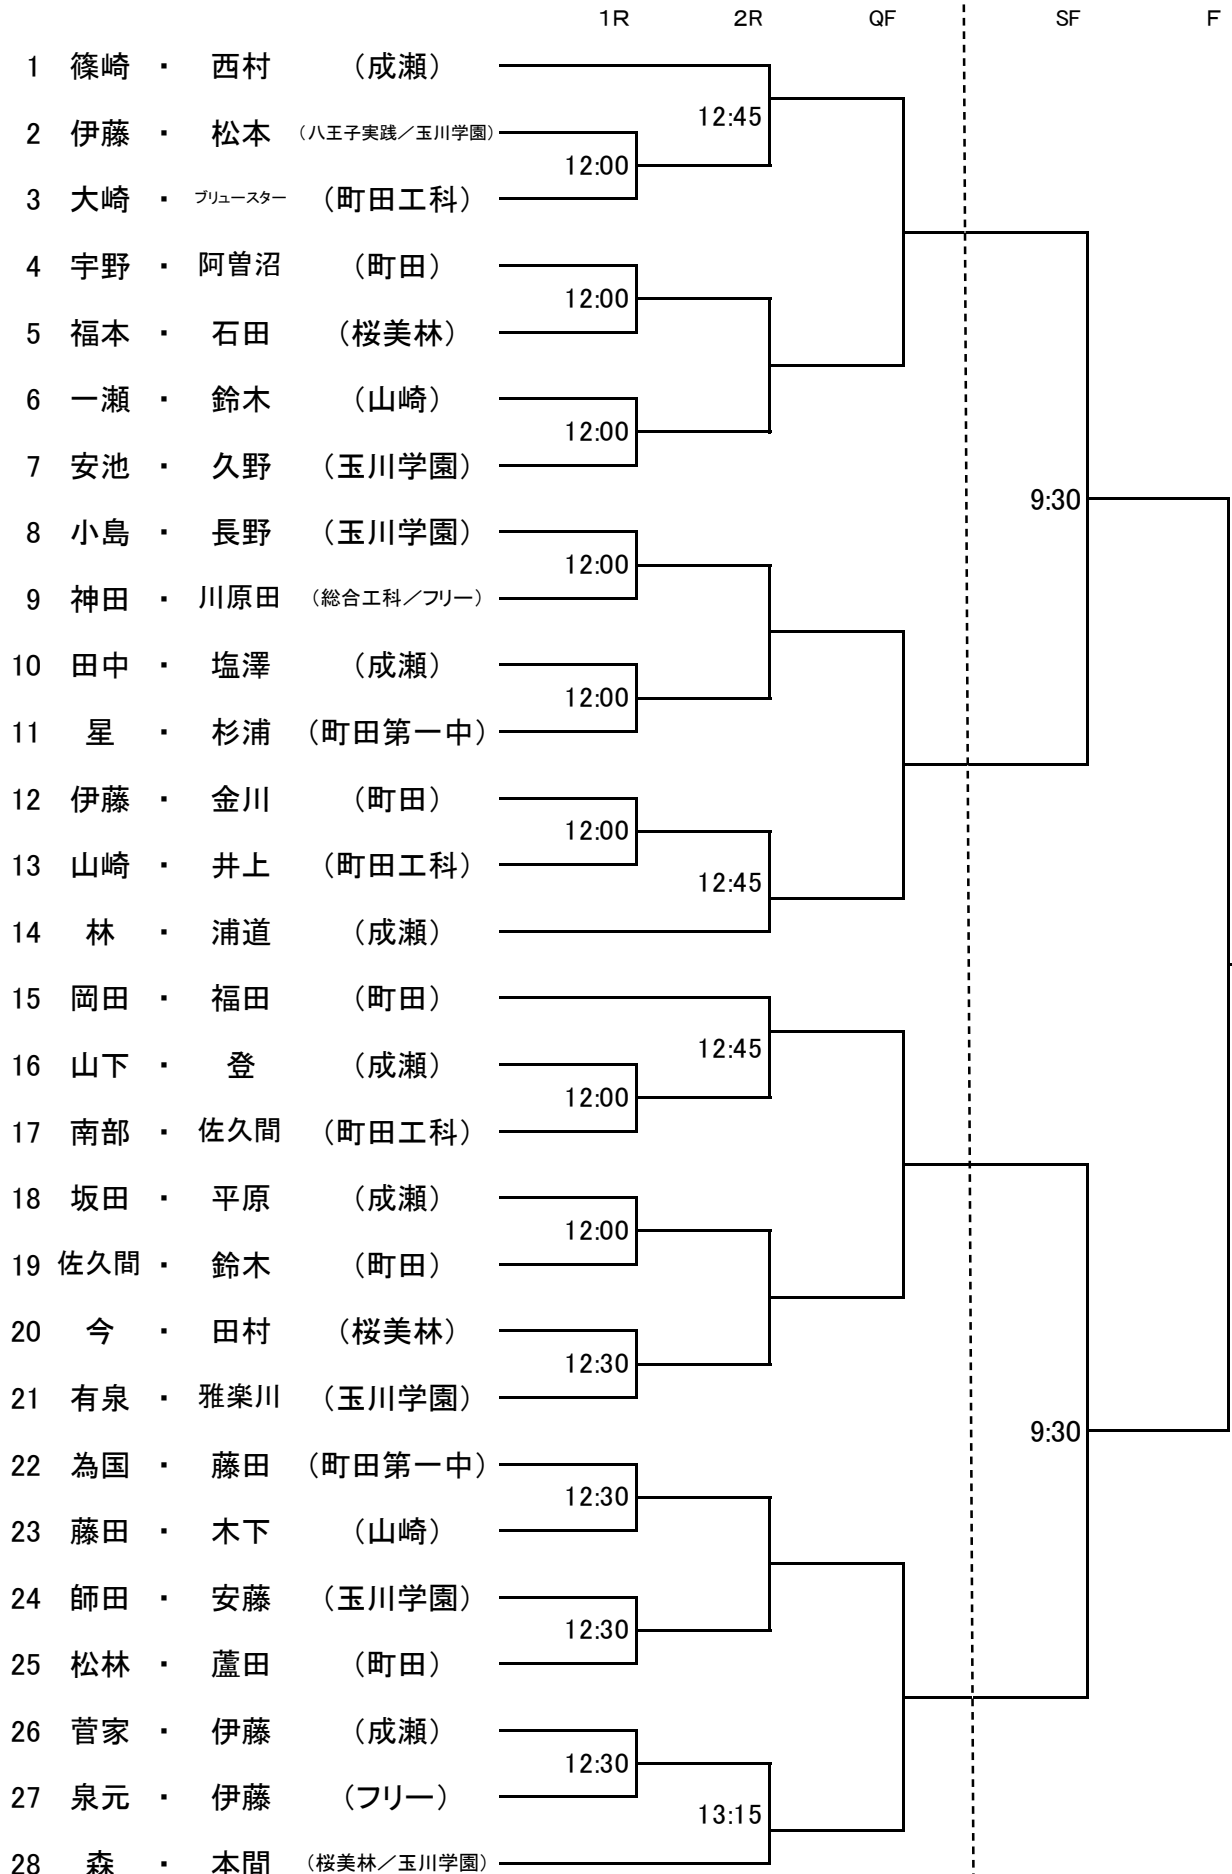 1R 2R QF SF F
1 篠崎 ・ 西村 （成瀬）
12:45
2 伊藤 ・ 松本 （八王子実践／玉川学園）
12:00
3 大崎 ・ ブリュースター （町田工科）
4 宇野 ・ 阿曽沼 （町田）
12:00
5 福本 ・ 石田 （桜美林）
6 一瀬 ・ 鈴木 （山崎）
12:00
7 安池 ・ 久野 （玉川学園）
9:30
8 小島 ・ 長野 （玉川学園）
12:00
9 神田 ・ 川原田 （総合工科／フリー）
10 田中 ・ 塩澤 （成瀬）
12:00
11 星 ・ 杉浦 （町田第一中）
12 伊藤 ・ 金川 （町田）
12:00
13 山崎 ・ 井上 （町田工科）
12:45
14 林 ・ 浦道 （成瀬）
15 岡田 ・ 福田 （町田）
12:45
16 山下 ・ 登 （成瀬）
12:00
17 南部 ・ 佐久間 （町田工科）
18 坂田 ・ 平原 （成瀬）
12:00
19 佐久間 ・ 鈴木 （町田）
20 今 ・ 田村 （桜美林）
12:30
21 有泉 ・ 雅楽川 （玉川学園）
9:30
22 為国 ・ 藤田 （町田第一中）
12:30
23 藤田 ・ 木下 （山崎）
24 師田 ・ 安藤 （玉川学園）
12:30
25 松林 ・ 蘆田 （町田）
26 菅家 ・ 伊藤 （成瀬）
12:30
27 泉元 ・ 伊藤 （フリー）
13:15
28 森 ・ 本間 （桜美林／玉川学園）